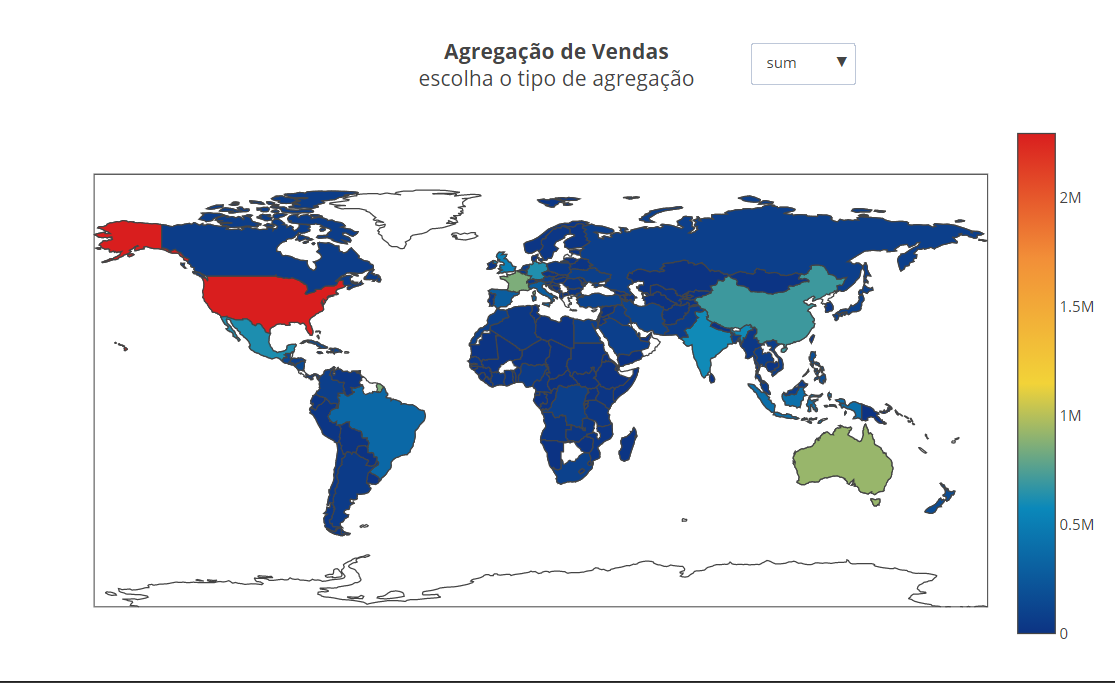 Agregação de Vendas
escolha o tipo de agregação
sum ▼
2M
1.5M
1M
0.5M
0